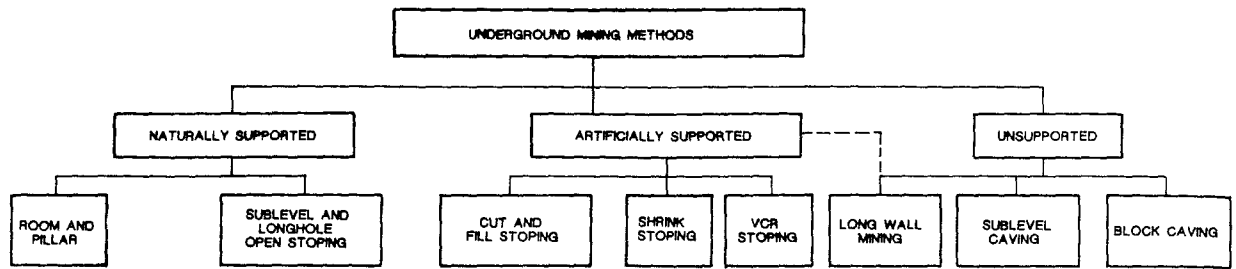 UNDERGROUND MINING METHODS
NATURALLY SUPPORTED
ARTIFICIALLY SUPPORTED
UNSUPPORTED
ROOM AND
PILLAR
SUBLEVEL AND
LONGHOLE
OPEN STOPING
CUT AND
FILL STOPING
SHRINK
STOPING
VCR
STOPING
LONG WALL
MINING
SUBLEVEL
CAVING
BLOCK CAVING